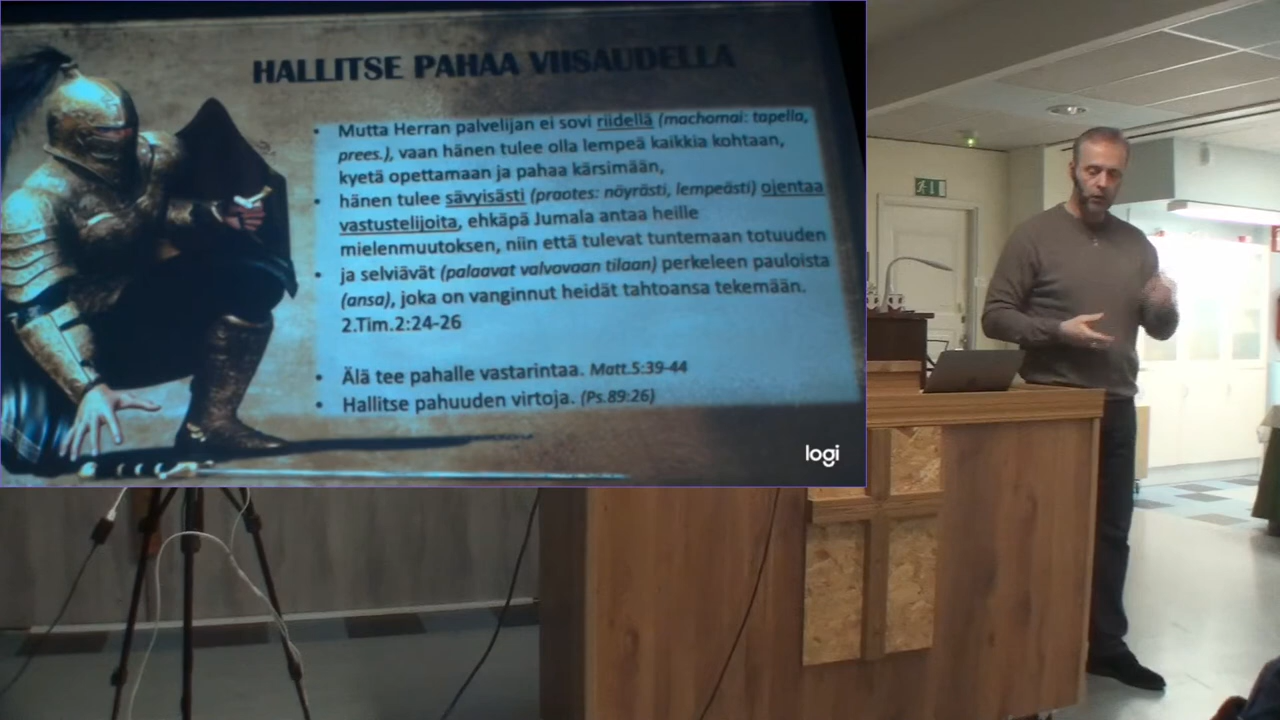 HALLITSE PAHAA VIISAUDELLA
• Mutta Herran palvelijan ei sovi riidellä (machomai: tapella,
prees.), vaan hänen tulee olla lempeä kaikkia kohtaan,
kyetä opettamaan ja pahaa kärsimään,
• hänen tulee sävyisästi (praotes: nöyrästi, lempeästi) ojentaa
vastustelijoita, ehkäpä Jumala antaa heille
mielenmuutoksen, niin että tulevat tuntemaan totuuden
• ja selviävät (palaavat valvovaan tilaan) perkeleen pauloista
(ansa), joka on vanginnut heidät tahtoansa tekemään.
2.Tim.2:24-26
• Älä tee pahalle vastarintaa. Matt.5:39-44
• Hallitse pahuuden virtoja. (Ps.89:26)
logi